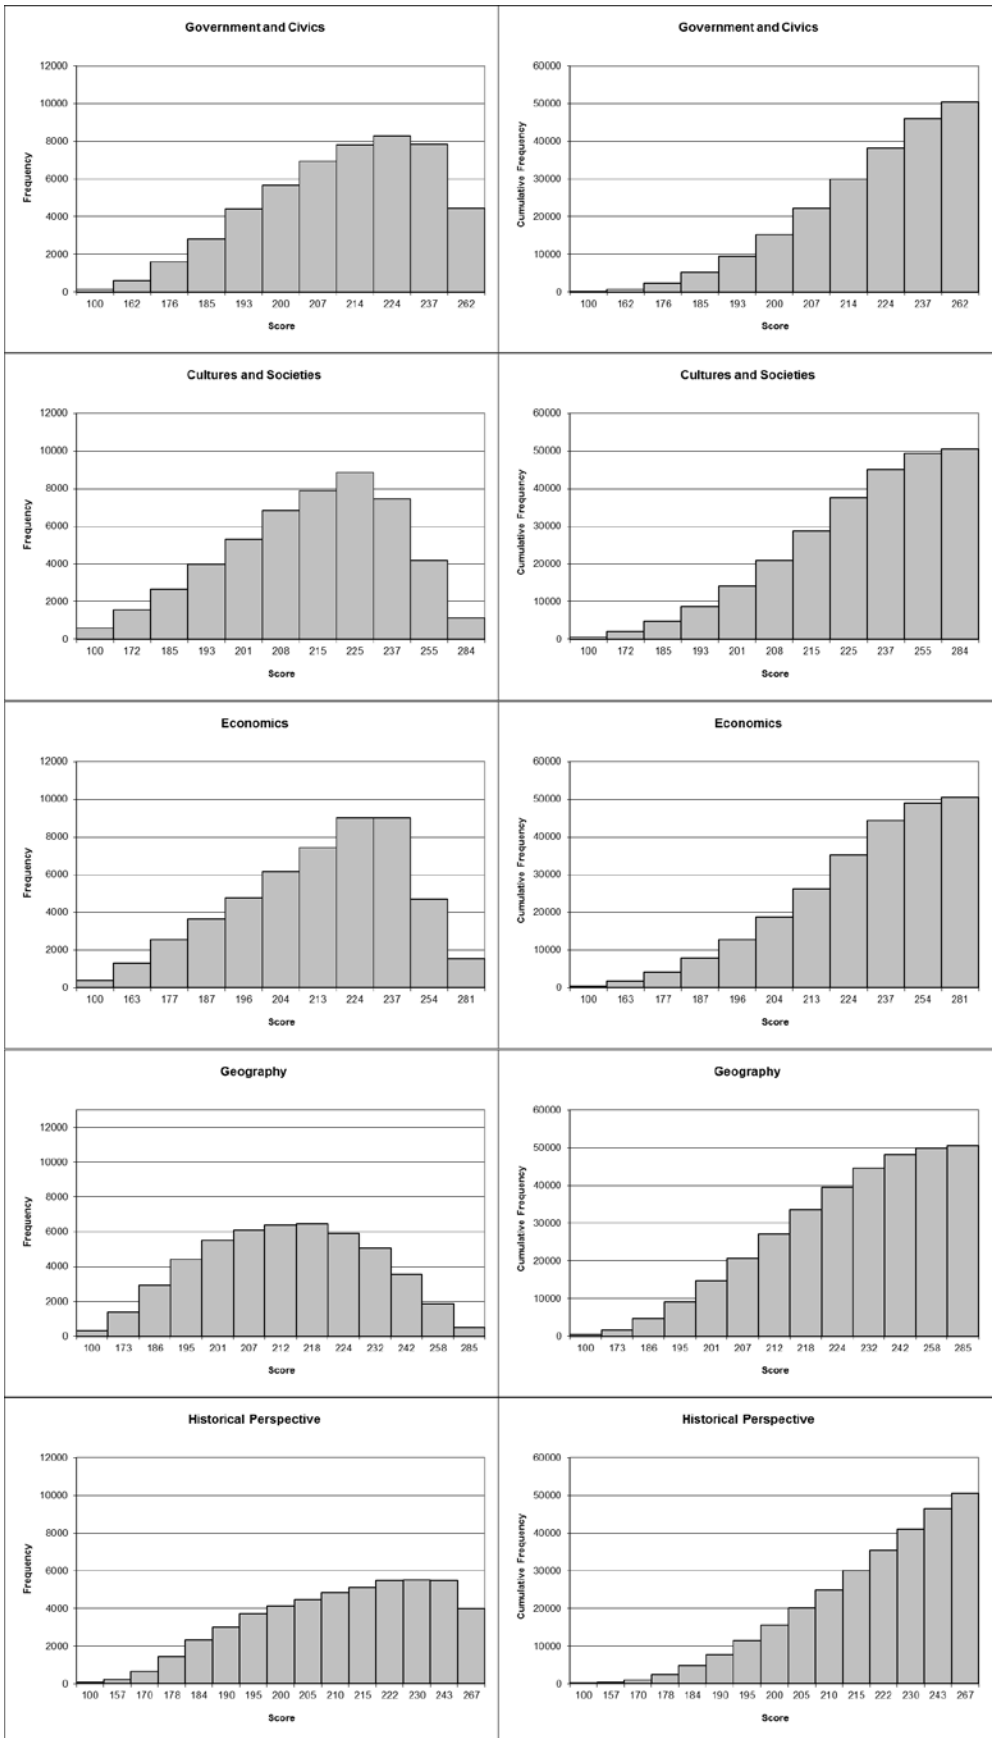 Government and Civics
12000
10000
8000
6000
4000
2000
0
Frequency
100 162 176 185 193 200 207 214 224 237 262
Score
Government and Civics
60000
50000
40000
30000
20000
10000
0
Cumulative Frequency
100 162 176 185 193 200 207 214 224 237 262
Score
Cultures and Societies
12000
10000
8000
6000
4000
2000
0
Frequency
100 172 185 193 201 208 215 225 237 255 284
Score
Cultures and Societies
60000
50000
40000
30000
20000
10000
0
Cumulative Frequency
100 172 185 193 201 208 215 225 237 255 284
Score
Economics
12000
10000
8000
6000
4000
2000
0
Frequency
100 163 177 187 196 204 213 224 237 254 281
Score
Economics
60000
50000
40000
30000
20000
10000
0
Cumulative Frequency
100 163 177 187 196 204 213 224 237 254 281
Score
Geography
12000
10000
8000
6000
4000
2000
0
Frequency
100 173 186 195 201 207 212 218 224 232 242 258 285
Score
Geography
60000
50000
40000
30000
20000
10000
0
Cumulative Frequency
100 173 186 195 201 207 212 218 224 232 242 258 285
Score
Historical Perspective
12000
10000
8000
6000
4000
2000
0
Frequency
100 157 170 178 184 190 195 200 205 210 215 222 230 243 267
Score
Historical Perspective
60000
50000
40000
30000
20000
10000
0
Cumulative Frequency
100 157 170 178 184 190 195 200 205 210 215 222 230 243 267
Score